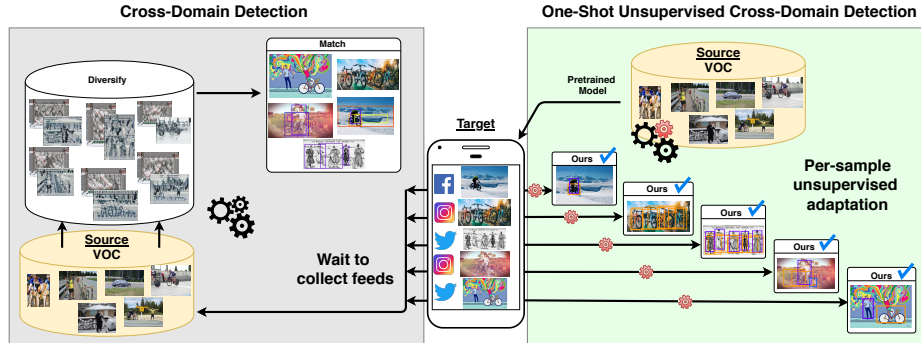 Cross-Domain Detection
One-Shot Unsupervised Cross-Domain Detection
Match
Diversify
Source
VOC
Wait to
collect feeds
Target
Pretrained
Model
Source
VOC
Per-sample
unsupervised
adaptation
Ours
Ours
Ours
Ours
Ours